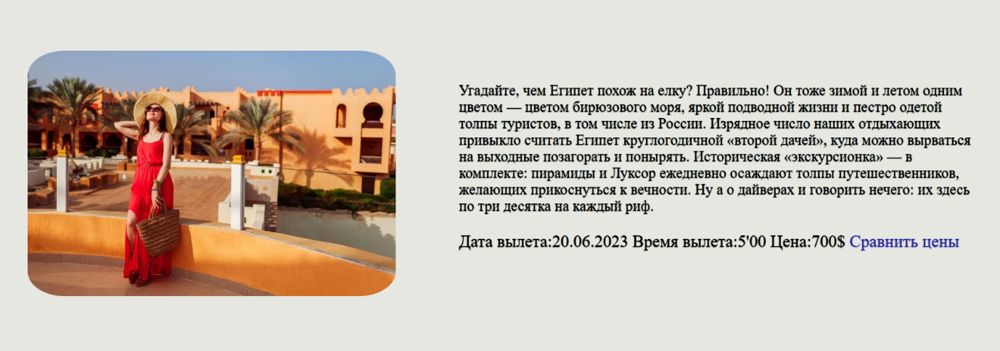 Угадайте, чем Египет похож на елку? Правильно! Он тоже зимой и летом одним
цветом — цветом бирюзового моря, яркой подводной жизни и пестро одетой
толпы туристов, в том числе из России. Изрядное число наших отдыхающих
привыкло считать Египет круглогодичной «второй дачей», куда можно вырваться
на выходные позагорать и понырять. Историческая «экскурсионка» — в
комплекте: пирамиды и Луксор ежедневно осаждают толпы путешественников,
желающих прикоснуться к вечности. Ну а о дайверах и говорить нечего: их здесь
по три десятка на каждый риф.
Дата вылета:20.06.2023 Время вылета:5'00 Цена:700$ Сравнить цены